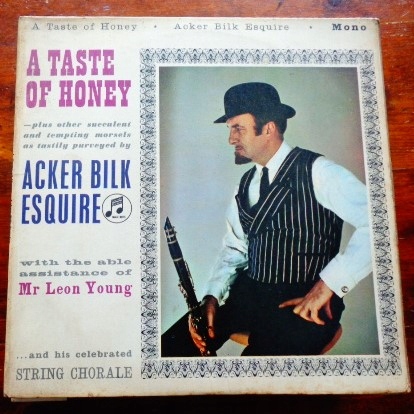 A Taste of Honey • Acker Bilk Esquire • Mono
A TASTE
OF HONEY
—plus other succulent
and tempting morsels
as tastily purveyed by
ACKER BILK
ESQUIRE
with the able
assistance of
Mr Leon Young
...and his celebrated
STRING CHORALE